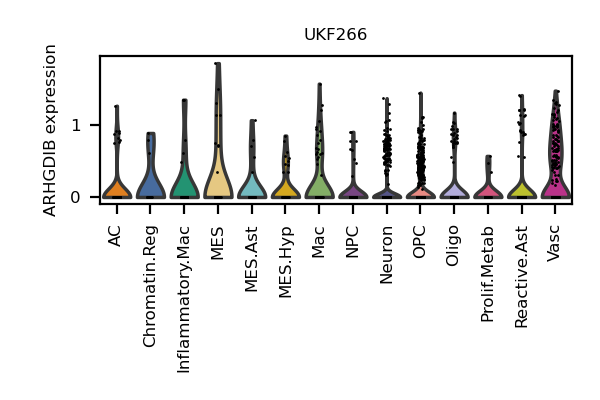 UKF266
ARHGDIB expression
1
0
AC
Chromatin.Reg
Inflammatory.Mac
MES
MES.Ast
MES.Hyp
Mac
NPC
Neuron
OPC
Oligo
Prolif.Metab
Reactive.Ast
Vasc